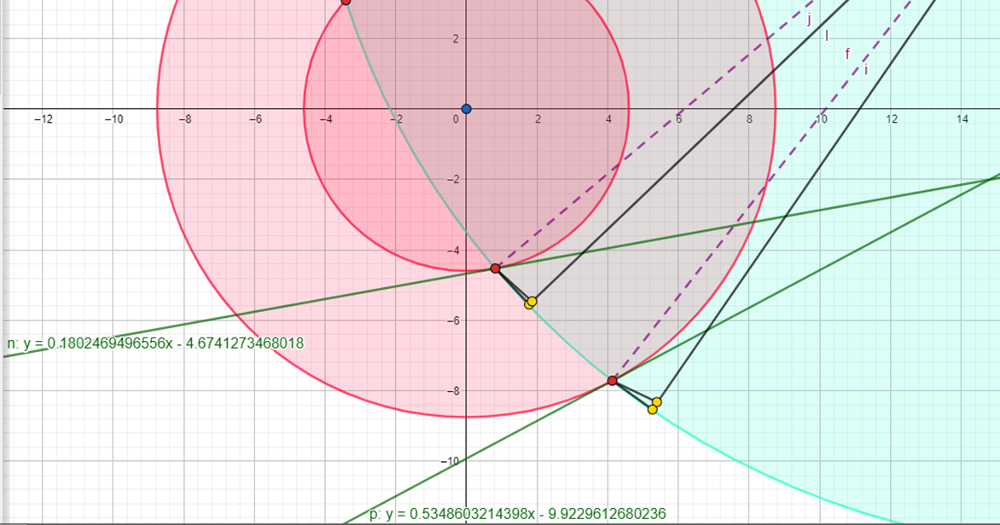 j
2
l
f
i
−12 −10 −8 −6 −4 −2 0 2 4 6 8 10 12 14
−2
−4
−6
n: y = 0.1802469496556x - 4.6741273468018
−8
−10
p: y = 0.5348603214398x - 9.9229612680236